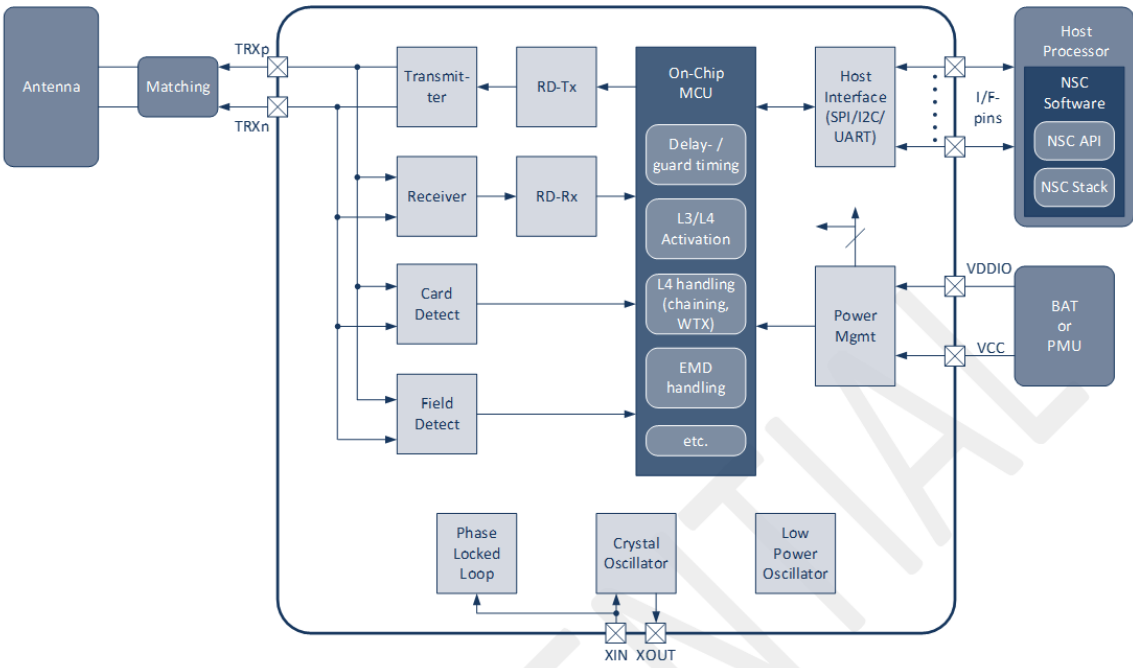 Antenna
Matching
TRXp
TRXn
Transmit-
ter
RD-Tx
Receiver
RD-Rx
Card
Detect
Field
Detect
On-Chip
MCU
Delay- /
guard timing
L3/L4
Activation
L4 handling
(chaining,
WTX)
EMD
handling
etc.
Host
Interface
(SPI/I2C/
UART)
I/F-
pins
Host
Processor
NSC
Software
NSC API
NSC Stack
Power
Mgmt
VDDIO
VCC
BAT
or
PMU
Phase
Locked
Loop
Crystal
Oscillator
Low
Power
Oscillator
XIN
XOUT
ENTIAL